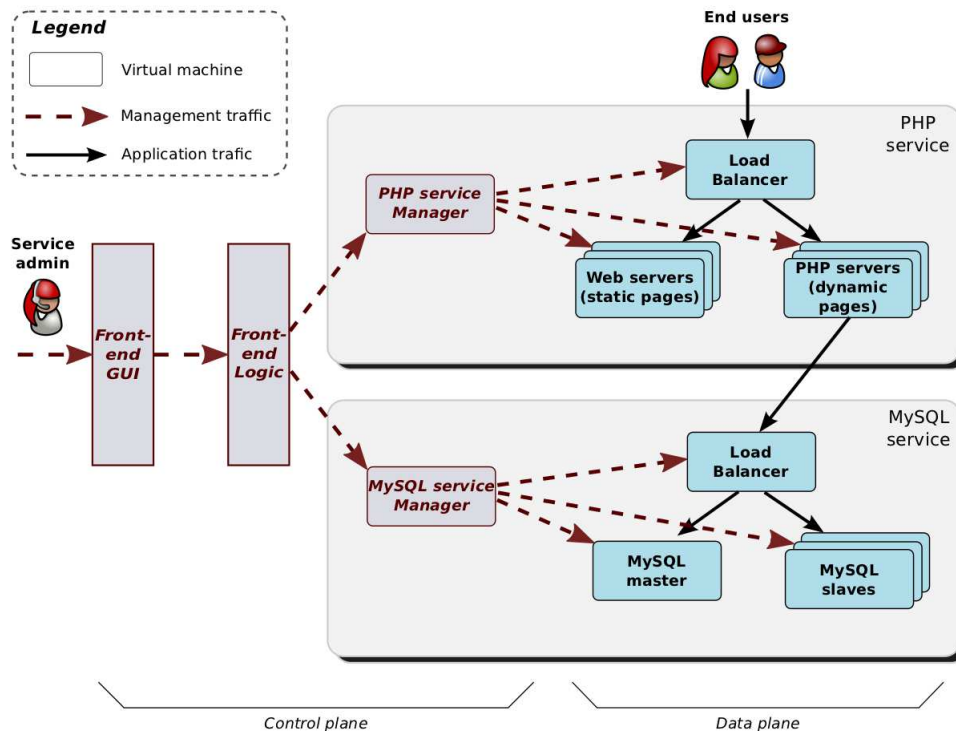 Legend
Virtual machine
Management traffic
Application trafic
End users
PHP
service
Load
Balancer
PHP service
Manager
Web servers
(static pages)
PHP servers
(dynamic
pages)
Service
admin
Front-
end
GUI
Front-
end
Logic
MySQL
service
Load
Balancer
MySQL service
Manager
MySQL
master
MySQL
slaves
Control plane
Data plane